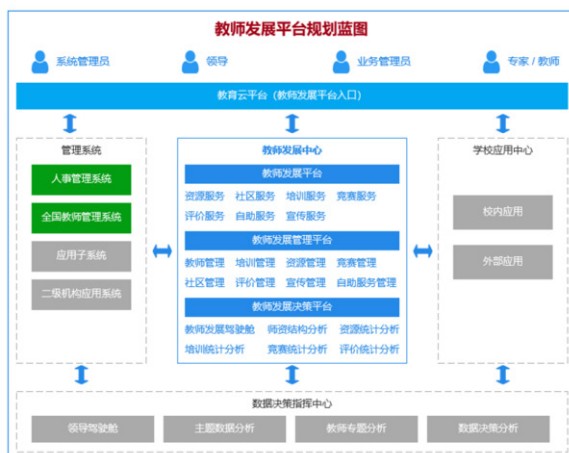 教师发展平台规划蓝图
系统管理员 领导 业务管理员 专家 / 教师
教育云平台（教师发展平台入口）
管理系统
人事管理系统
全国教师管理系统
应用子系统
二级机构应用系统
教师发展中心
教师发展平台
资源服务 社区服务 培训服务 竞赛服务
评价服务 自助服务 宣传服务
教师发展管理平台
教师管理 培训管理 资源管理 竞赛管理
社区管理 评价管理 宣传管理 自助服务管理
教师发展决策平台
教师发展驾驶舱 师资结构分析 资源统计分析
培训统计分析 竞赛统计分析 评价统计分析
学校应用中心
校内应用
外部应用
数据决策指挥中心
领导驾驶舱 主题数据分析 教师专题分析 数据决策分析